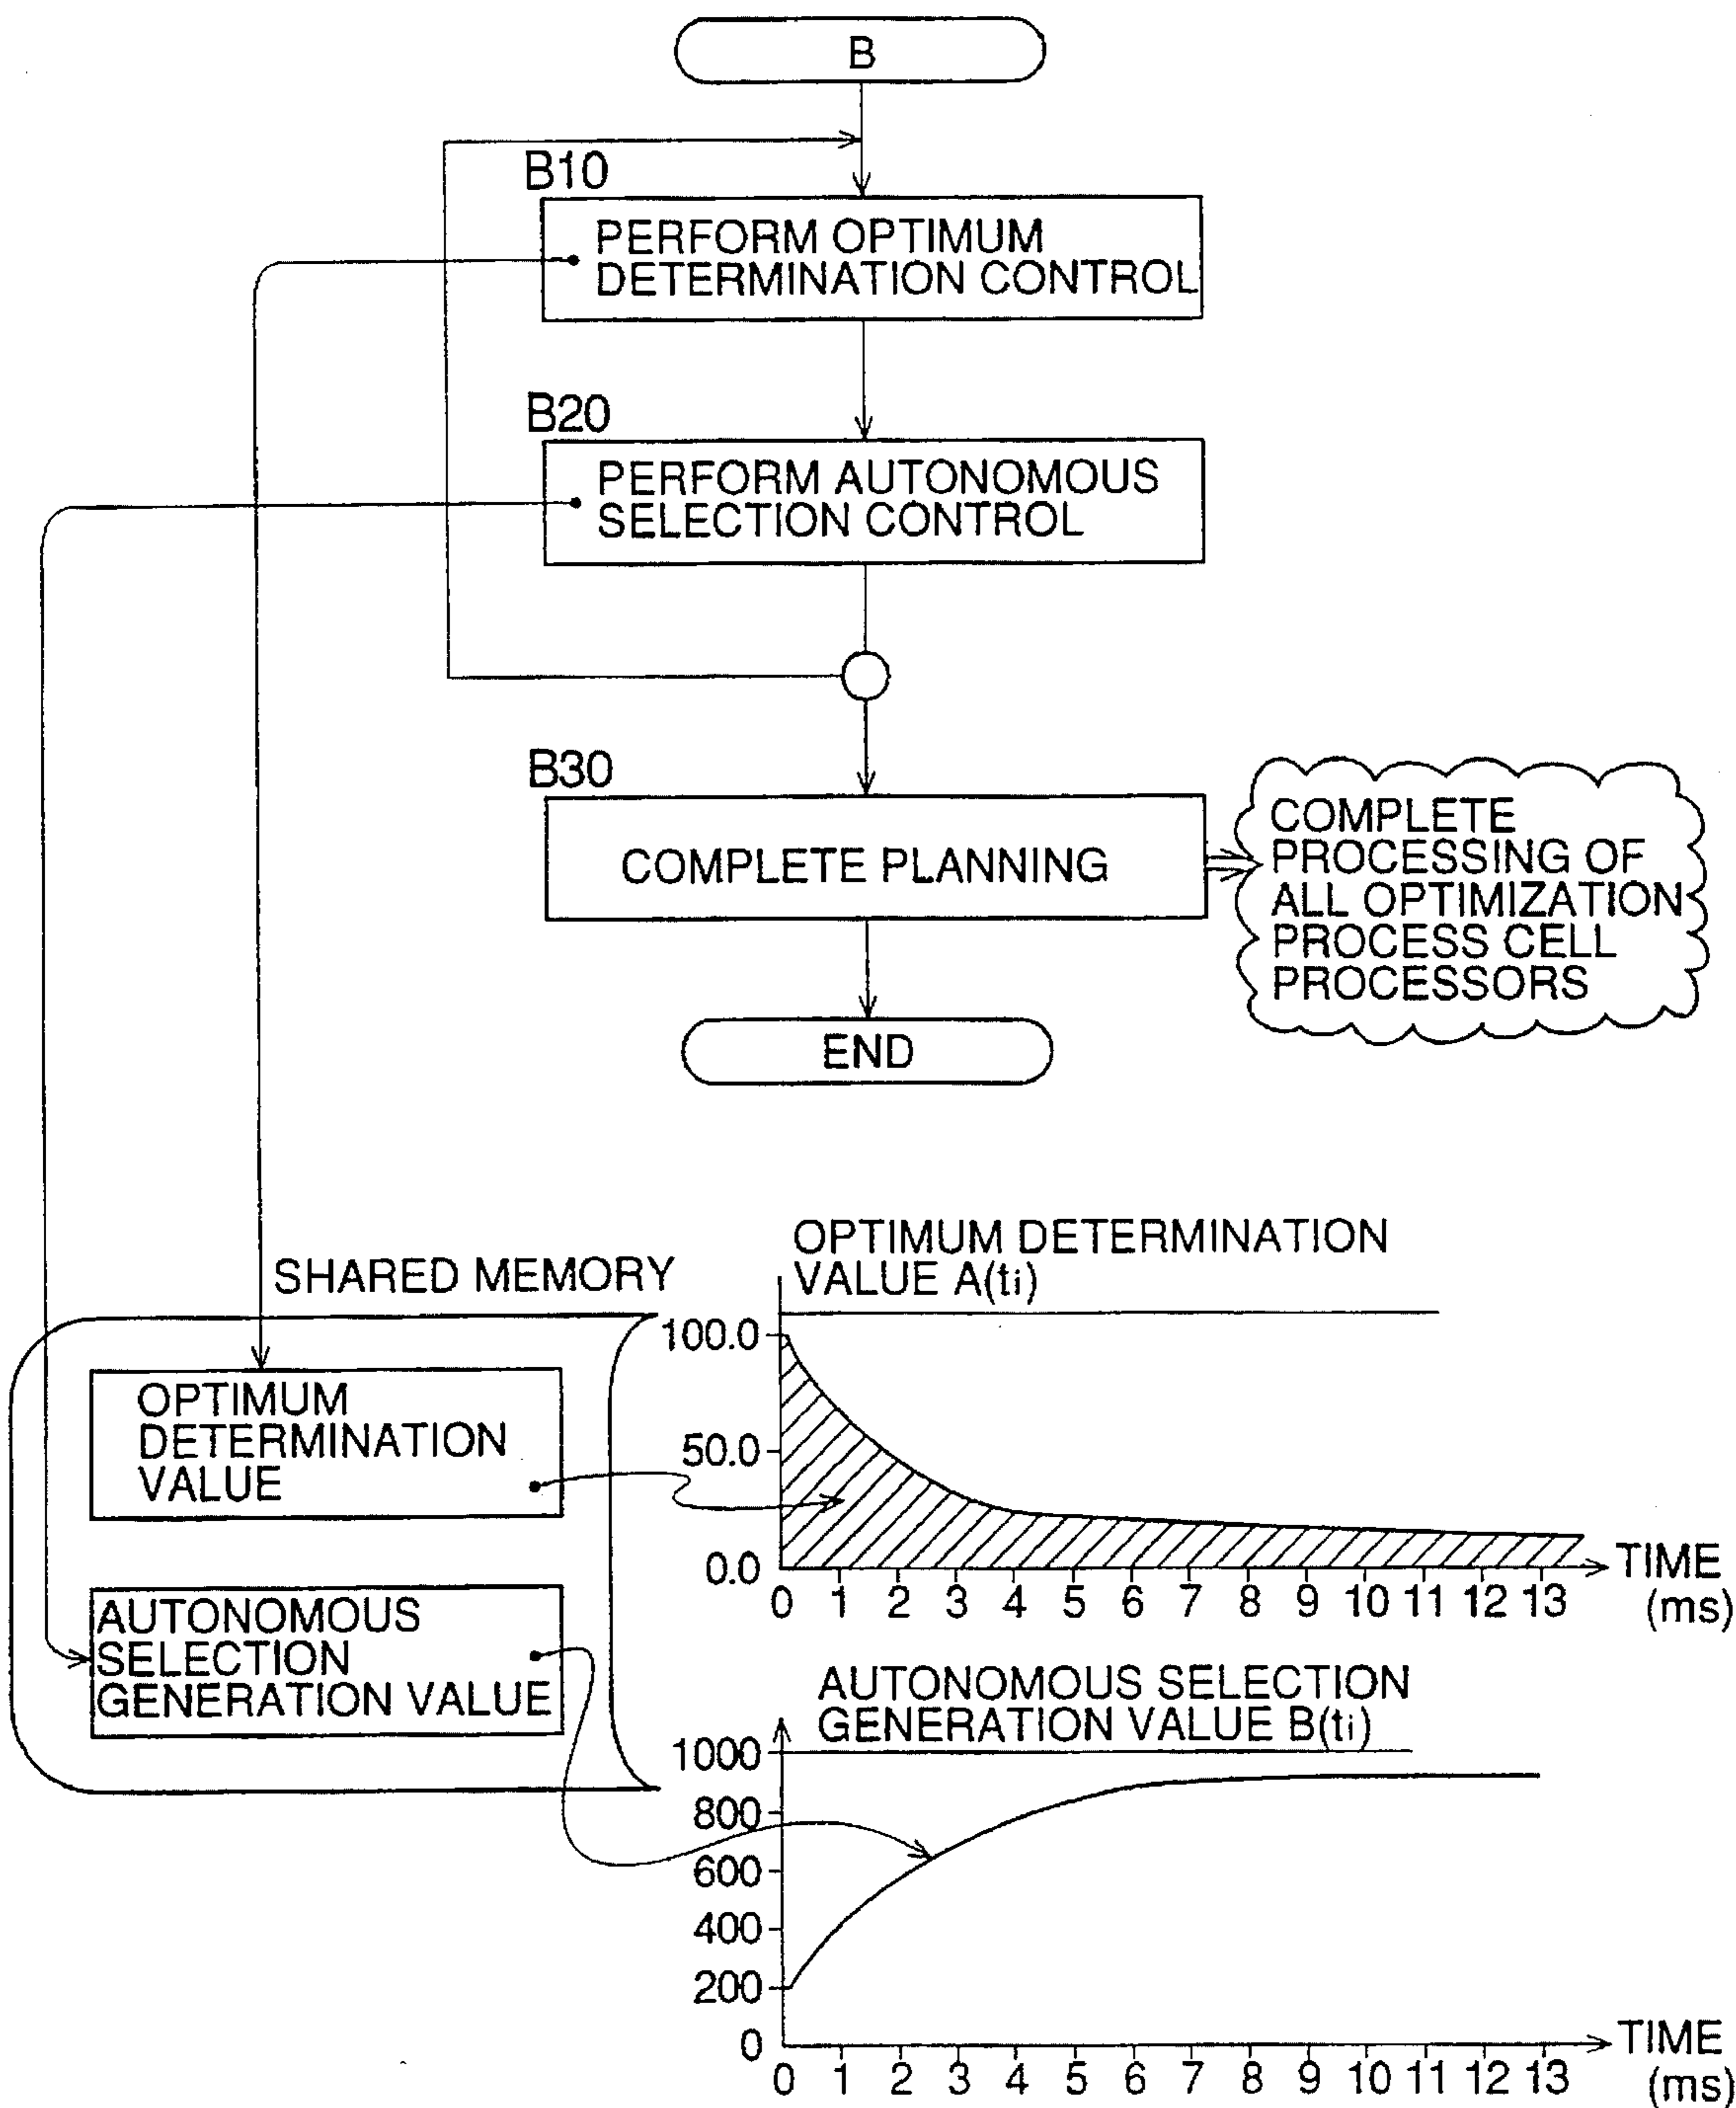 B
B10
PERFORM OPTIMUM
DETERMINATION CONTROL
B20
PERFORM AUTONOMOUS
SELECTION CONTROL
B30
COMPLETE PLANNING
COMPLETE
PROCESSING OF
ALL OPTIMIZATION
PROCESS CELL
PROCESSORS
END
SHARED MEMORY
OPTIMUM
DETERMINATION
VALUE
AUTONOMOUS
SELECTION
GENERATION VALUE
OPTIMUM DETERMINATION
VALUE A(ti)
100.0
50.0
0.0
0 1 2 3 4 5 6 7 8 9 10 11 12 13
TIME
(ms)
AUTONOMOUS SELECTION
GENERATION VALUE B(ti)
1000
800
600
400
200
0
0 1 2 3 4 5 6 7 8 9 10 11 12 13
TIME
(ms)